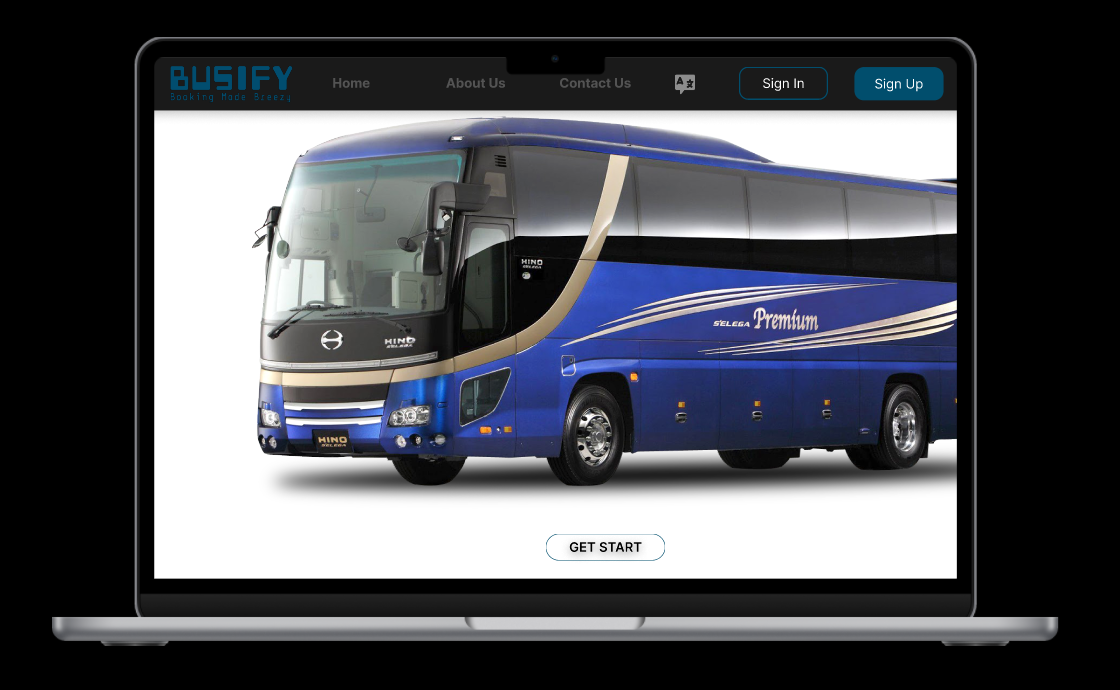 BUSIFY
Booking Made Breezy
Home
About Us
Contact Us
A
Sign In
Sign Up
HINO
SELEGA
SELEGA Premium
HINO
SELEGA
HINO
SELEGA
GET START